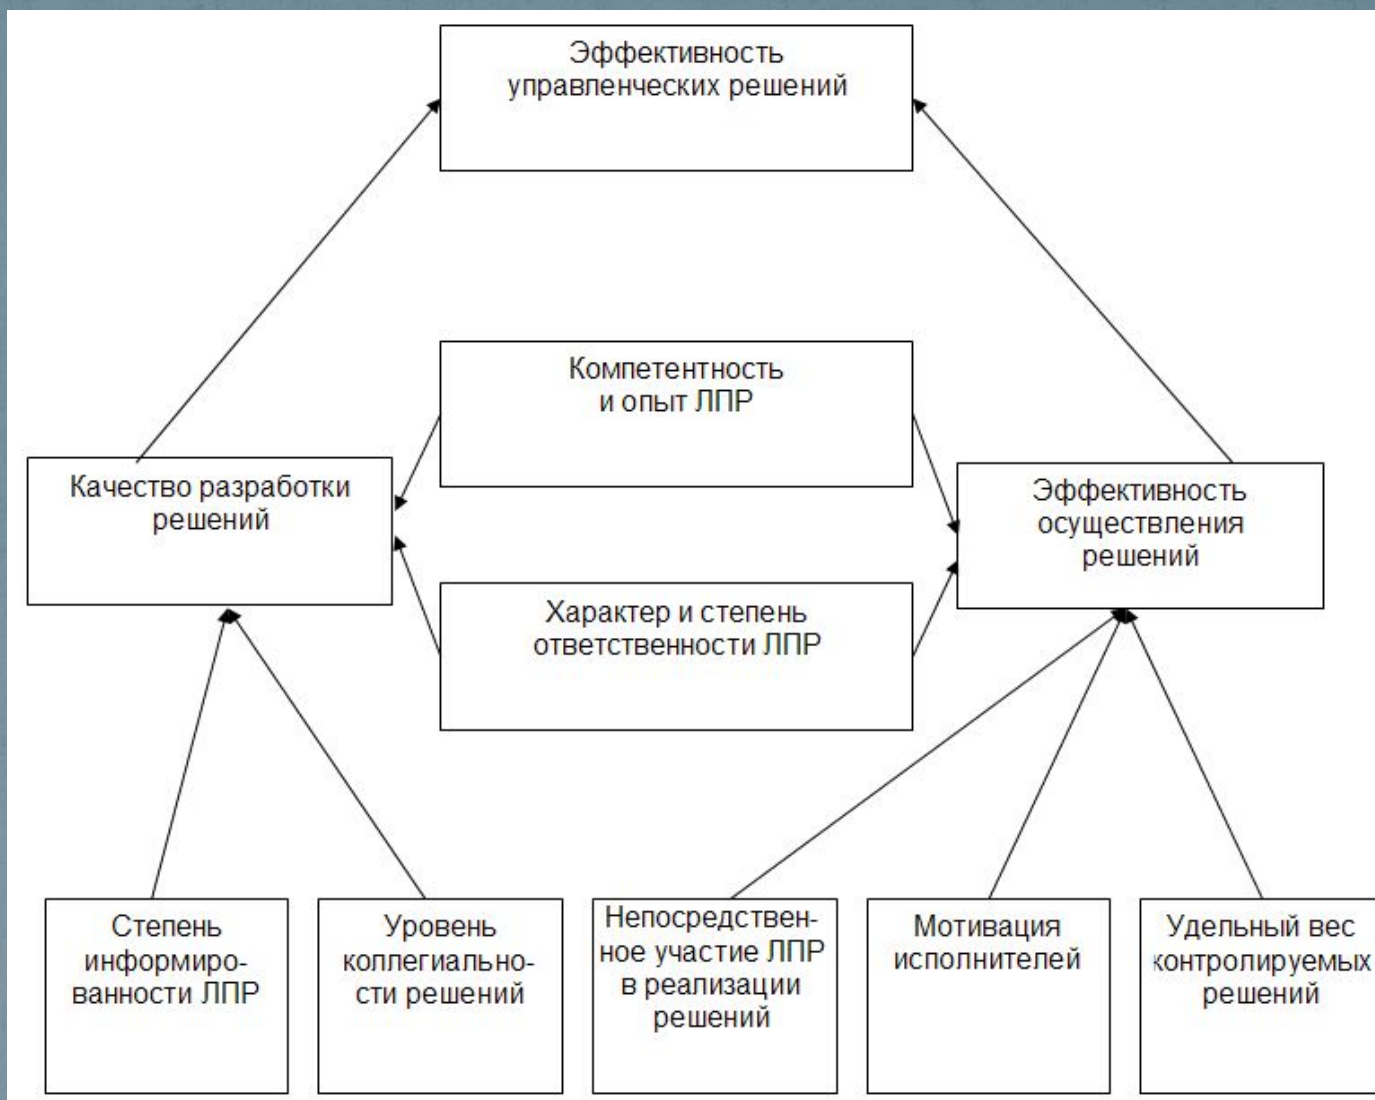 Эффективность
управленческих решений
Компетентность
и опыт ЛПР
Качество разработки
решений
Эффективность
осуществления
решений
Характер и степень
ответственности ЛПР
Степень
информиро-
ванности ЛПР
Уровень
коллегиально-
сти решений
Непосредствен-
ное участие ЛПР
в реализации
решений
Мотивация
исполнителей
Удельный вес
контролируемых
решений